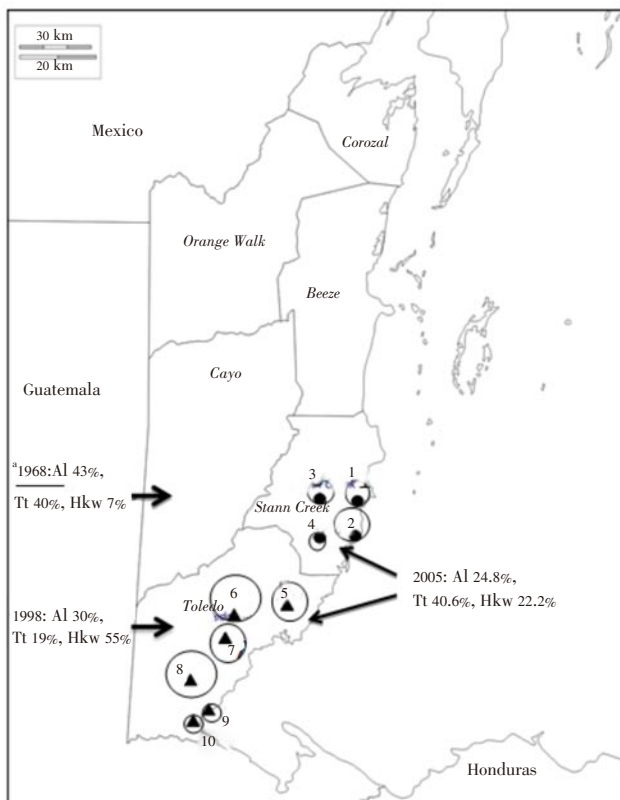 30 km
20 km
Mexico
Corozal
Orange Walk
Beeze
Cayo
Guatemala
ª1968:Al 43%,
Tt 40%, Hkw 7%
3
1
Stann Creek
4
2
2005: Al 24.8%,
Tt 40.6%, Hkw 22.2%
6
5
Toledo
1998: Al 30%,
Tt 19%, Hkw 55%
7
8
9
10
Honduras